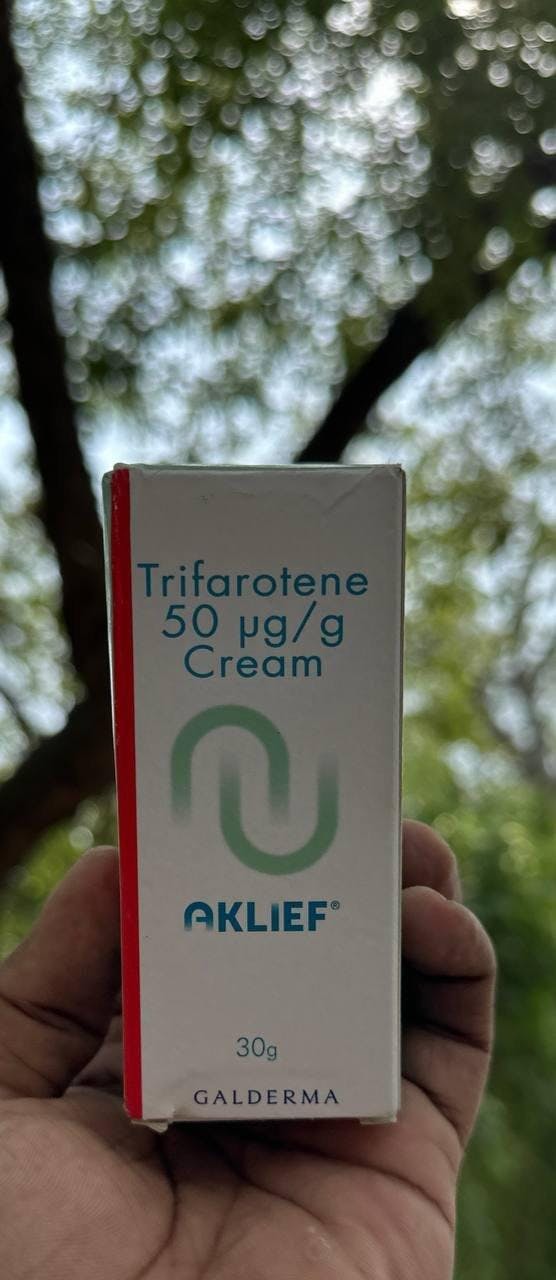 Trifarotene
50 µg/g
Cream
AKLIEF®
30g
GALDERMA